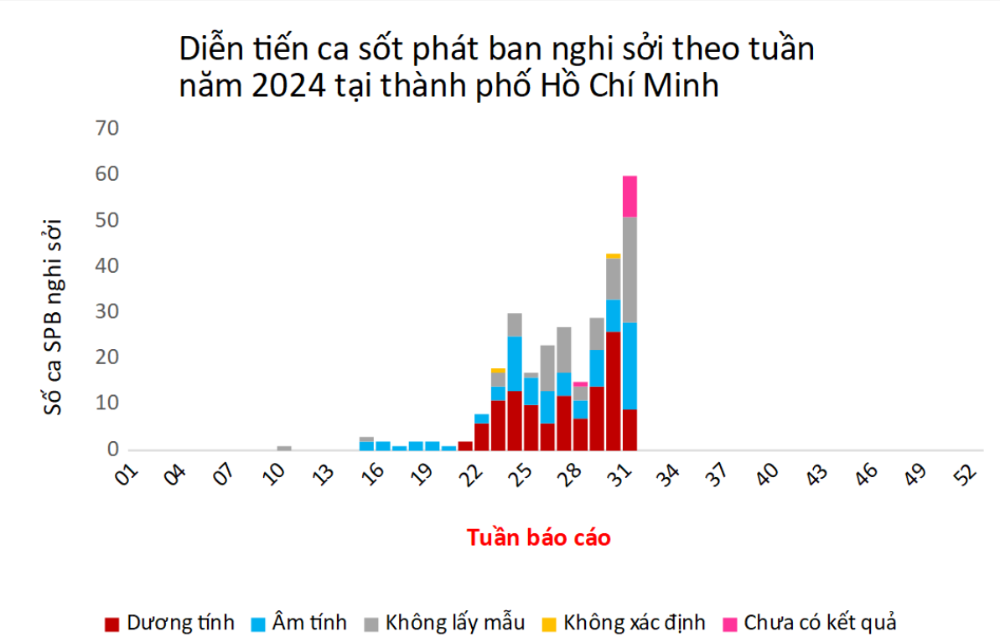 Diễn tiến ca sốt phát ban nghi sởi theo tuần
năm 2024 tại thành phố Hồ Chí Minh
70
60
50
40
30
20
10
0
Số ca SPB nghi sởi
01
04
07
10
13
16
19
22
25
28
31
34
37
40
43
46
49
52
Tuần báo cáo
Dương tính
Âm tính
Không lấy mẫu
Không xác định
Chưa có kết quả